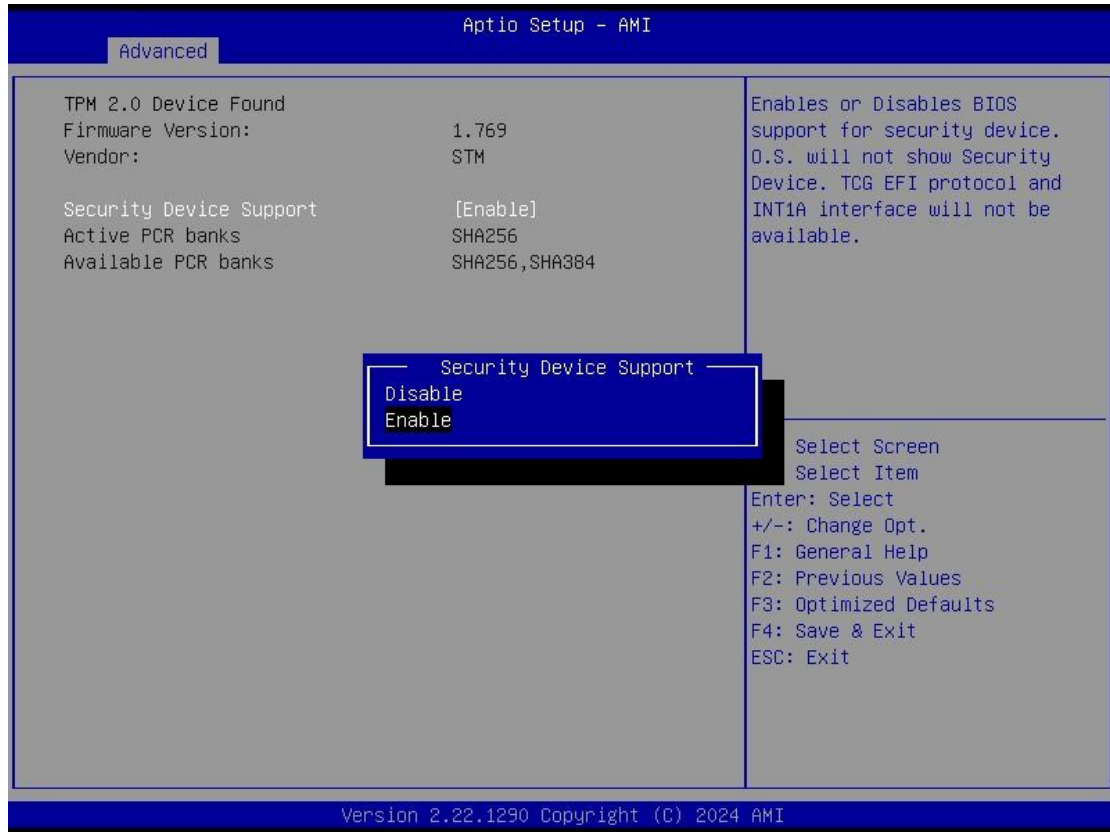 Aptio Setup – AMI
Advanced
TPM 2.0 Device Found
Firmware Version: 1.769
Vendor: STM
Security Device Support [Enable]
Active PCR banks SHA256
Available PCR banks SHA256,SHA384
Security Device Support
Disable
Enable
Enables or Disables BIOS
support for security device.
O.S. will not show Security
Device. TCG EFI protocol and
INT1A interface will not be
available.
Select Screen
Select Item
Enter: Select
+/-: Change Opt.
F1: General Help
F2: Previous Values
F3: Optimized Defaults
F4: Save & Exit
ESC: Exit
Version 2.22.1290 Copyright (C) 2024 AMI